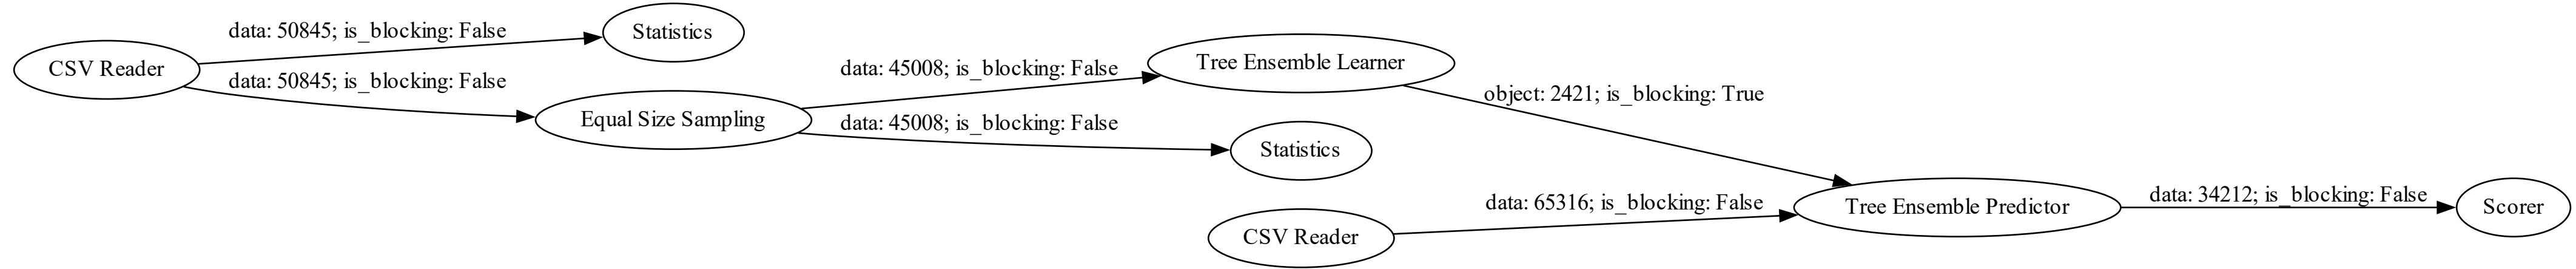 CSV Reader
data: 50845; is_blocking: False
Statistics
data: 50845; is_blocking: False
Equal Size Sampling
data: 45008; is_blocking: False
Tree Ensemble Learner
data: 45008; is_blocking: False
Statistics
object: 2421; is_blocking: True
CSV Reader
data: 65316; is_blocking: False
Tree Ensemble Predictor
data: 34212; is_blocking: False
Scorer